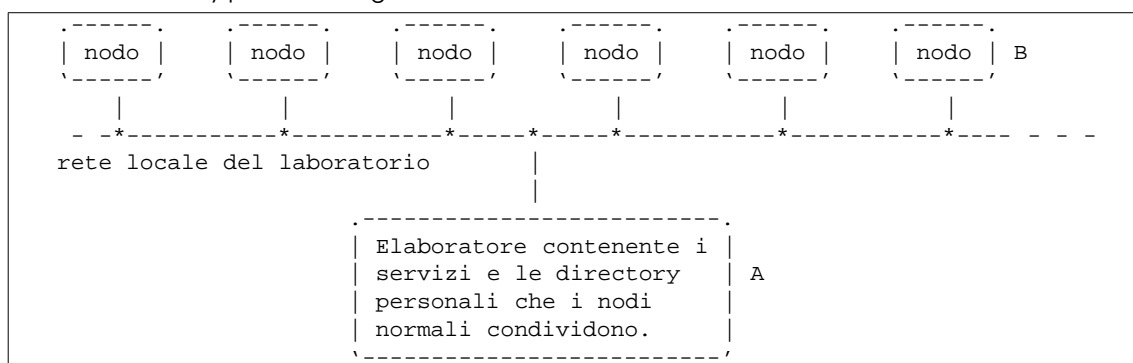 nodo nodo nodo nodo nodo nodo B
rete locale del laboratorio
Elaboratore contenente i
servizi e le directory A
personali che i nodi
normali condividono.